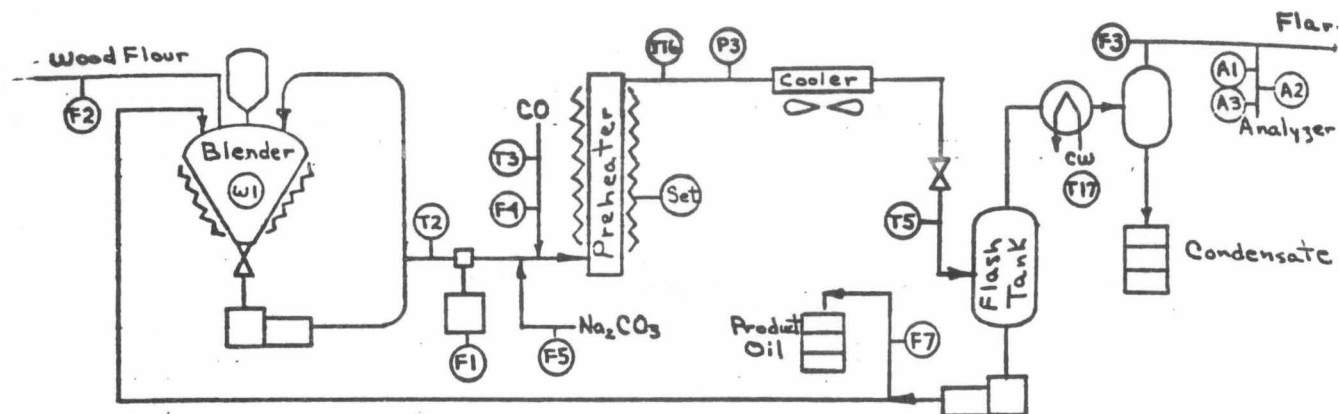 Wood Flour
F2
Blender
W1
T2
F1
CO
T3
F4
Na₂CO₃
F5
Preheater
Set
T16
P3
Cooler
T5
Flash
Tank
Product
Oil
F7
CW
T17
F3
Flar
A1
A2
A3
Analyzer
Condensate